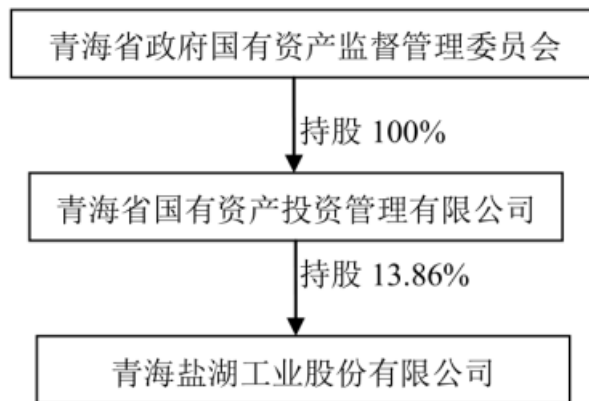 青海省政府国有资产监督管理委员会
持股 100%
青海省国有资产投资管理有限公司
持股 13.86%
青海盐湖工业股份有限公司